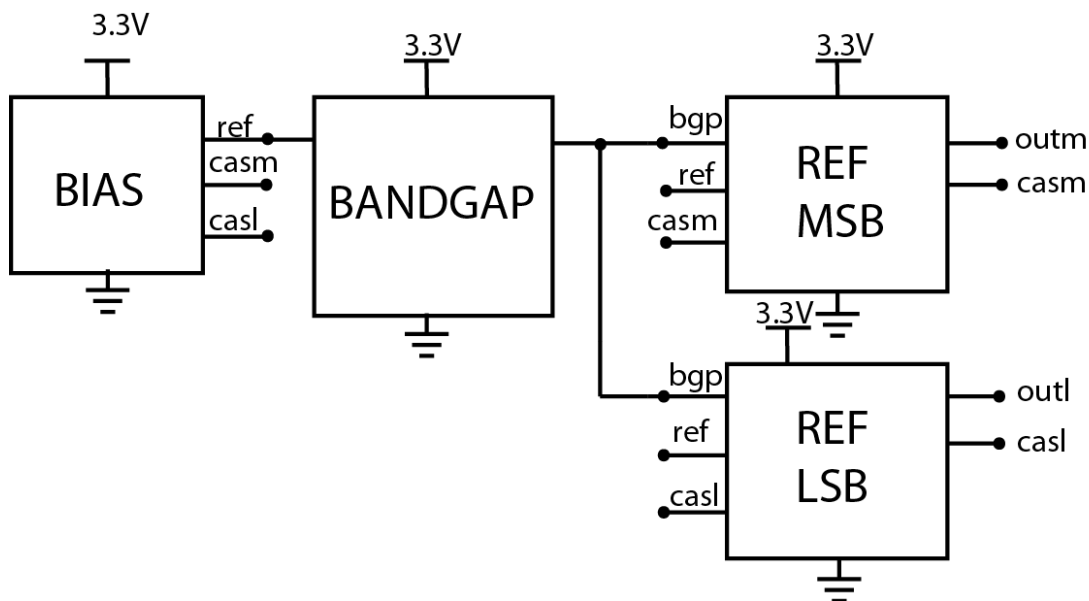 3.3V
3.3V
3.3V
ref
casm
casl
BIAS
BANDGAP
bgp
ref
casm
REF
MSB
outm
casm
3.3V
bgp
ref
casl
REF
LSB
outl
casl